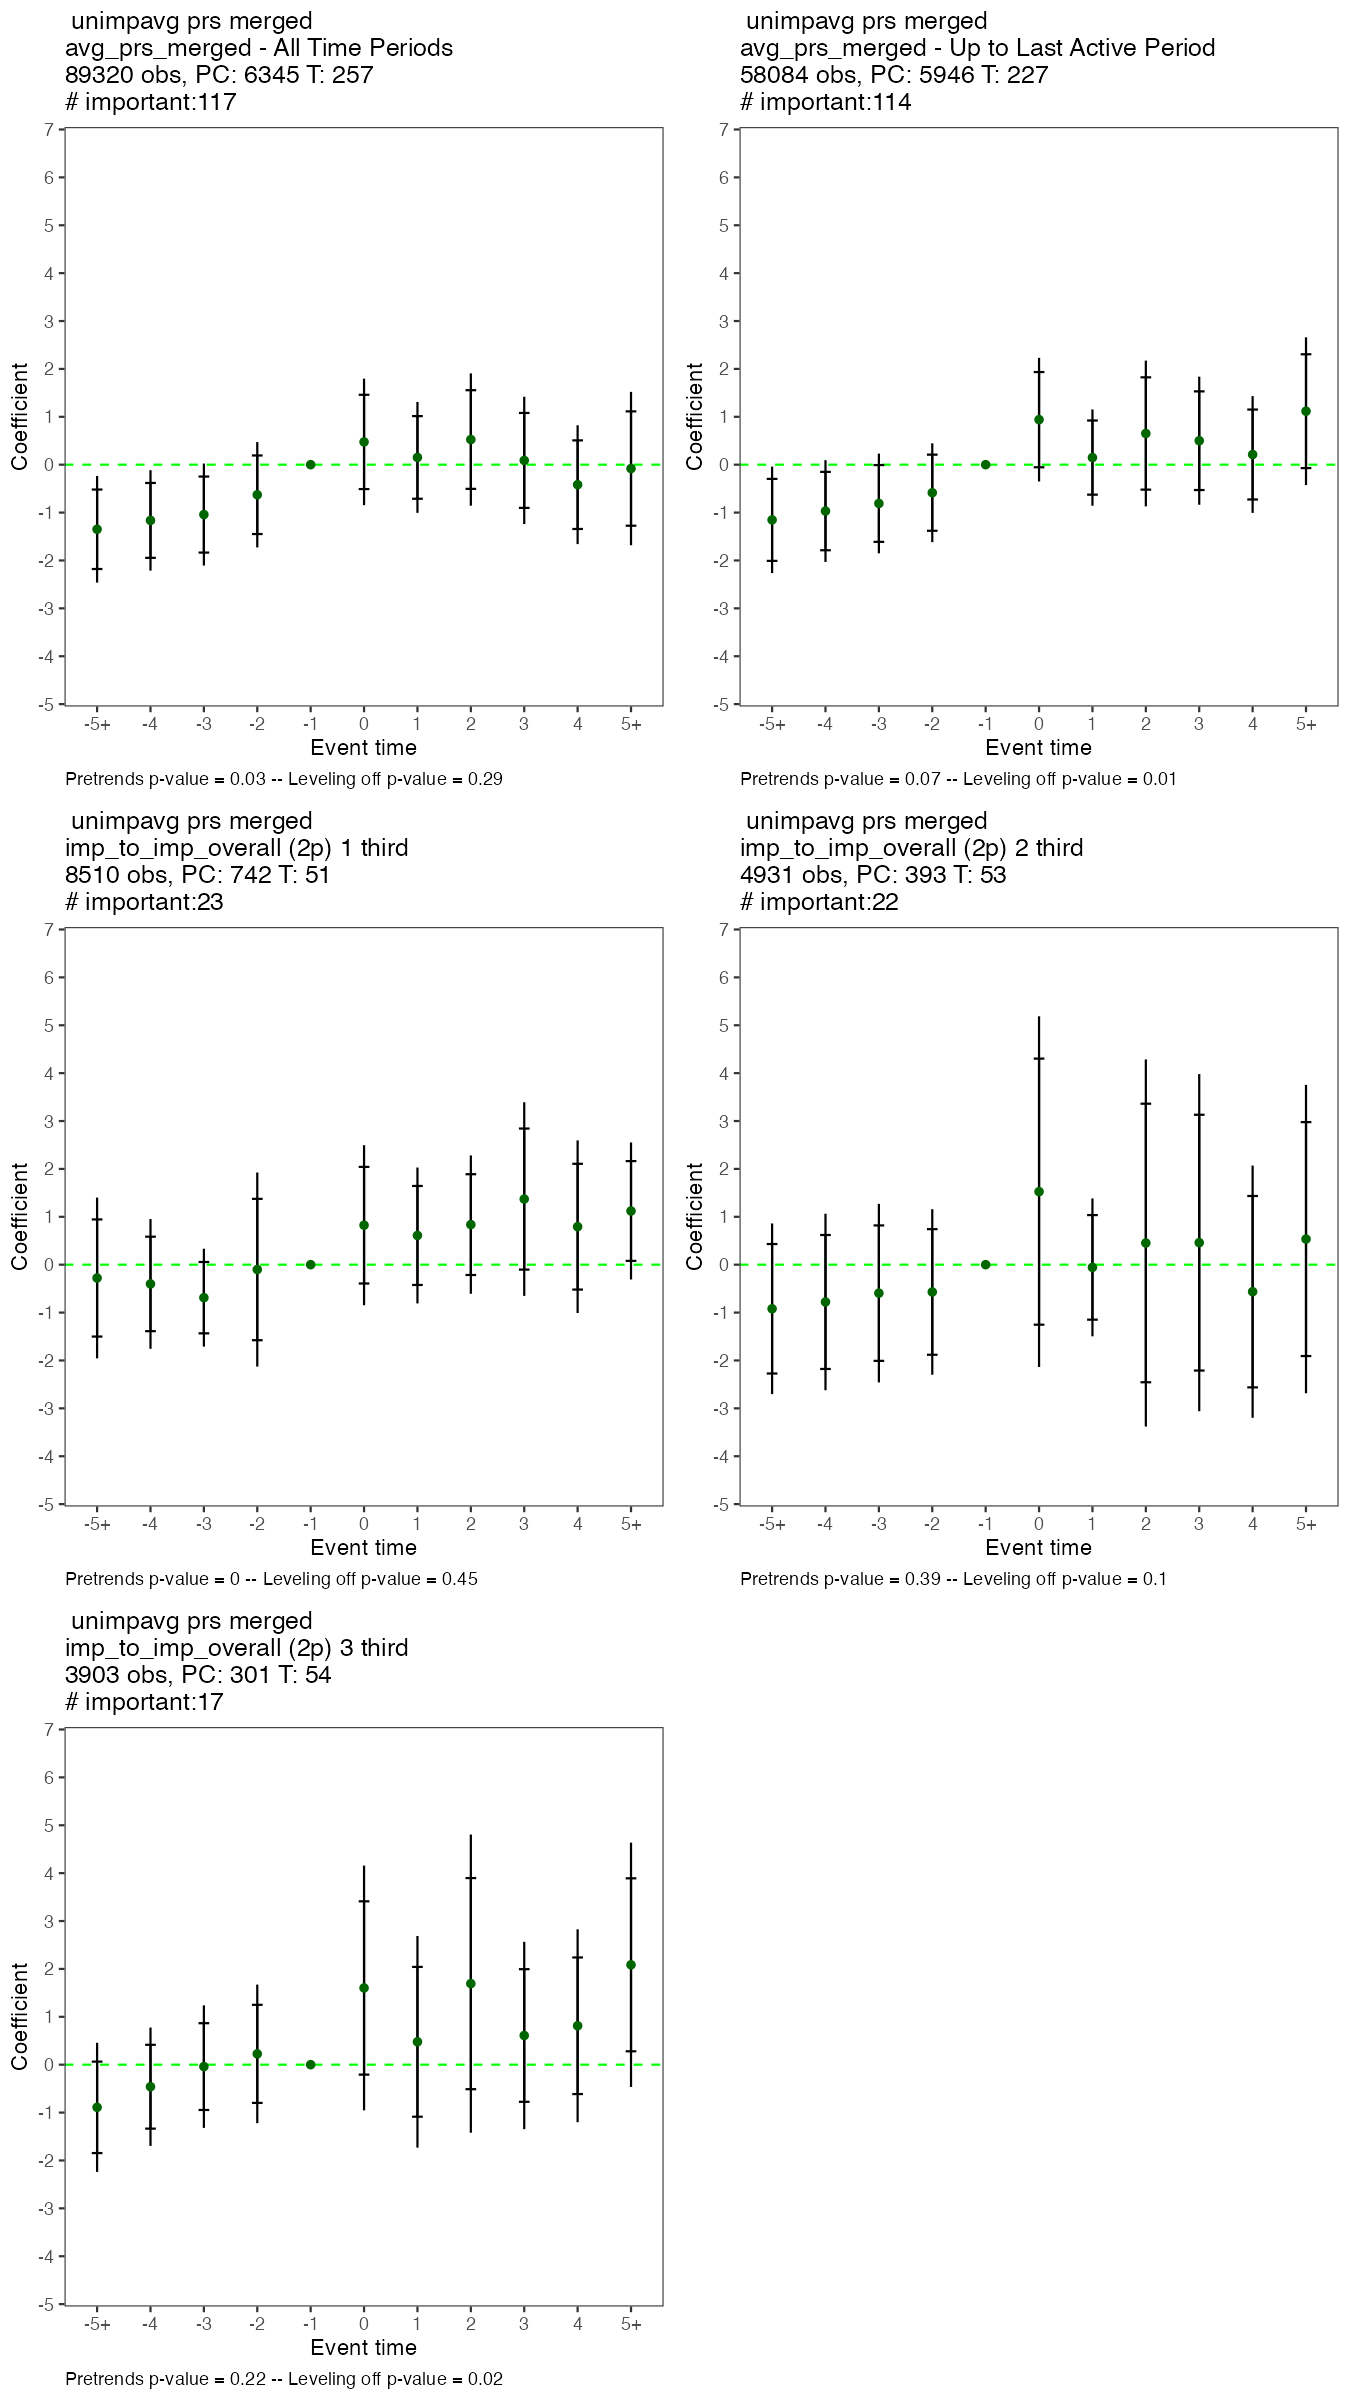 unimpavg prs merged
avg_prs_merged - All Time Periods
89320 obs, PC: 6345 T: 257
# important:117
7
6
5
4
3
2
1
0
-1
-2
-3
-4
-5
Coefficient
-5+ -4 -3 -2 -1 0 1 2 3 4 5+
Event time
Pretrends p-value = 0.03 -- Leveling off p-value = 0.29
unimpavg prs merged
avg_prs_merged - Up to Last Active Period
58084 obs, PC: 5946 T: 227
# important:114
7
6
5
4
3
2
1
0
-1
-2
-3
-4
-5
Coefficient
-5+ -4 -3 -2 -1 0 1 2 3 4 5+
Event time
Pretrends p-value = 0.07 -- Leveling off p-value = 0.01
unimpavg prs merged
imp_to_imp_overall (2p) 1 third
8510 obs, PC: 742 T: 51
# important:23
7
6
5
4
3
2
1
0
-1
-2
-3
-4
-5
Coefficient
-5+ -4 -3 -2 -1 0 1 2 3 4 5+
Event time
Pretrends p-value = 0 -- Leveling off p-value = 0.45
unimpavg prs merged
imp_to_imp_overall (2p) 2 third
4931 obs, PC: 393 T: 53
# important:22
7
6
5
4
3
2
1
0
-1
-2
-3
-4
-5
Coefficient
-5+ -4 -3 -2 -1 0 1 2 3 4 5+
Event time
Pretrends p-value = 0.39 -- Leveling off p-value = 0.1
unimpavg prs merged
imp_to_imp_overall (2p) 3 third
3903 obs, PC: 301 T: 54
# important:17
7
6
5
4
3
2
1
0
-1
-2
-3
-4
-5
Coefficient
-5+ -4 -3 -2 -1 0 1 2 3 4 5+
Event time
Pretrends p-value = 0.22 -- Leveling off p-value = 0.02